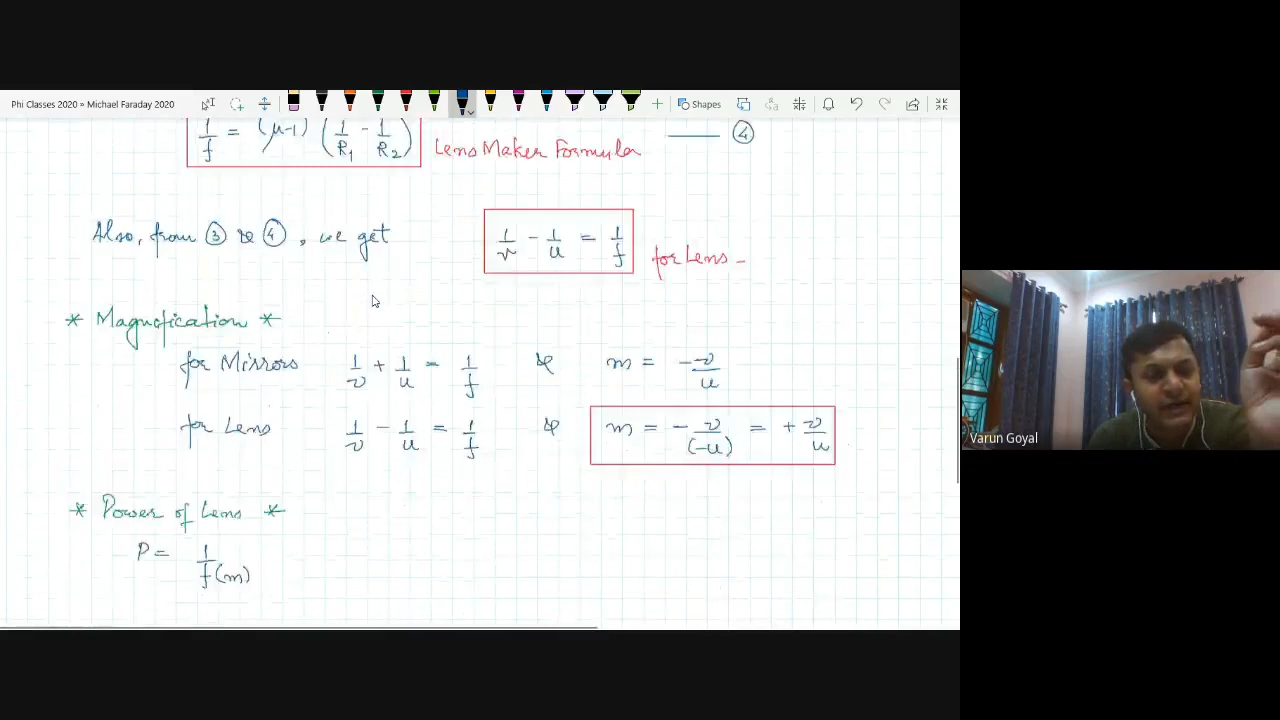 Phi Classes 2020 » Michael Faraday 2020
Shapes
1/f = (μ-1) (1/R1 - 1/R2) Lens Maker Formula —— ④
Also, from ③ & ④, we get 1/v - 1/u = 1/f for Lens -
* Magnification *
for Mirrors 1/v + 1/u = 1/f & m = -v/u
for Lens 1/v - 1/u = 1/f & m = -v/(-u) = +v/u
* Power of Lens *
P = 1/f(m)
Varun Goyal